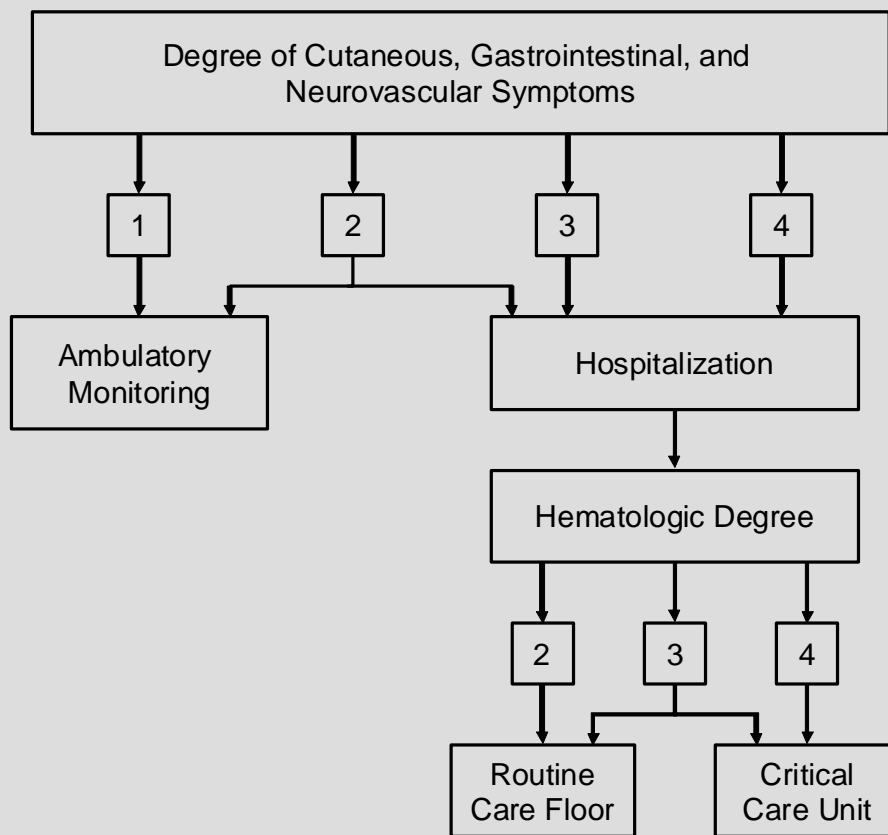 Degree of Cutaneous, Gastrointestinal, and
Neurovascular Symptoms
1
2
3
4
Ambulatory
Monitoring
Hospitalization
Hematologic Degree
2
3
4
Routine
Care Floor
Critical
Care Unit